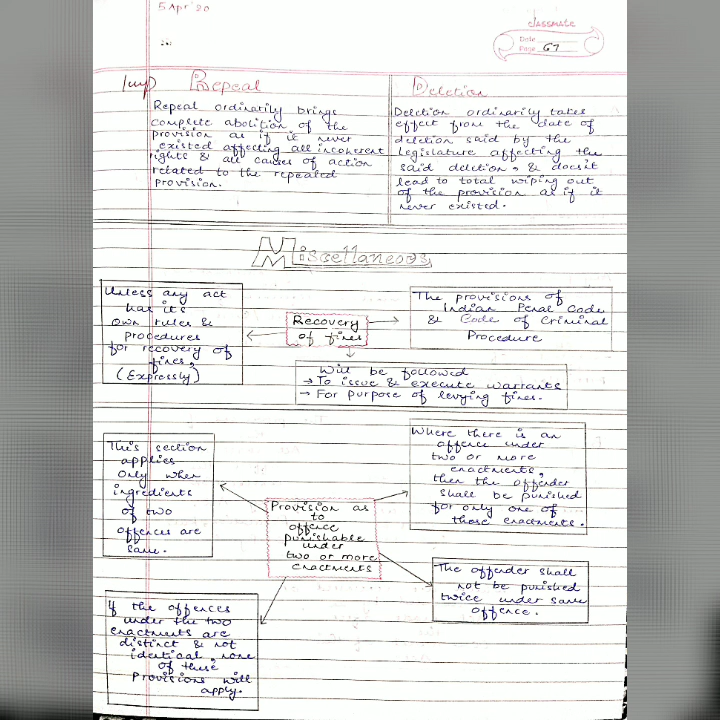 5 Apr '20
classmate
Date
Page 67
Imp Repeal
Repeal ordinarily brings
complete abolition of the
provision as if it never
existed affecting all incoherent
rights & all causes of action
related to the repealed
provision.
Deletion
Deletion ordinarily takes
effect from the date of
deletion said by the
legislature affecting the
said deletion, & doesn't
lead to total wiping out
of the provision as if it
never existed.
Miscellaneous
Unless any act
has it's
own rules &
procedures
for recovery of
fines,
(Expressly)
Recovery
of fines
The provisions of
Indian Penal Code
& Code of Criminal
Procedure
Will be followed
→ To issue & execute warrants
→ For purpose of levying fines.
This section
applies
only when
ingredients
of two
offences are
same.
Provision as
to
offence
punishable
under
two or more
enactments
Where there is an
offence under
two or more
enactments,
then the offender
shall be punished
for only one of
those enactments.
The offender shall
not be punished
twice under same
offence.
If the offences
under the two
enactments are
distinct & not
identical, none
of these
Provisions will
apply.